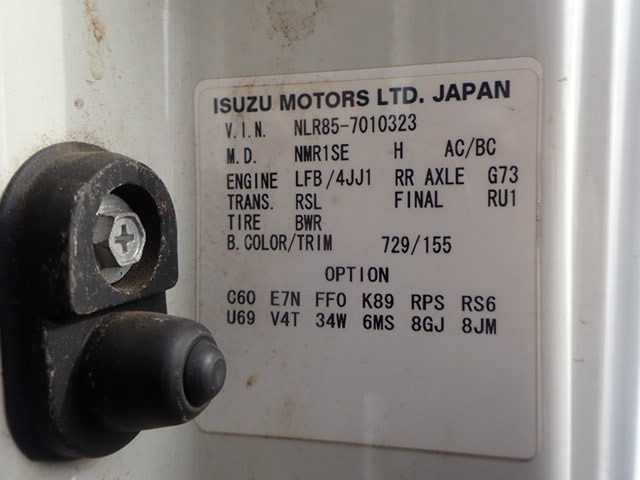 ISUZU MOTORS LTD. JAPAN
V.I.N. NLR85-7010323
M.D. NMR1SE H AC/BC
ENGINE LFB/4JJ1 RR AXLE G73
TRANS. RSL FINAL RU1
TIRE BWR
B.COLOR/TRIM 729/155
OPTION
C60 E7N FF0 K89 RPS RS6
U69 V4T 34W 6MS 8GJ 8JM